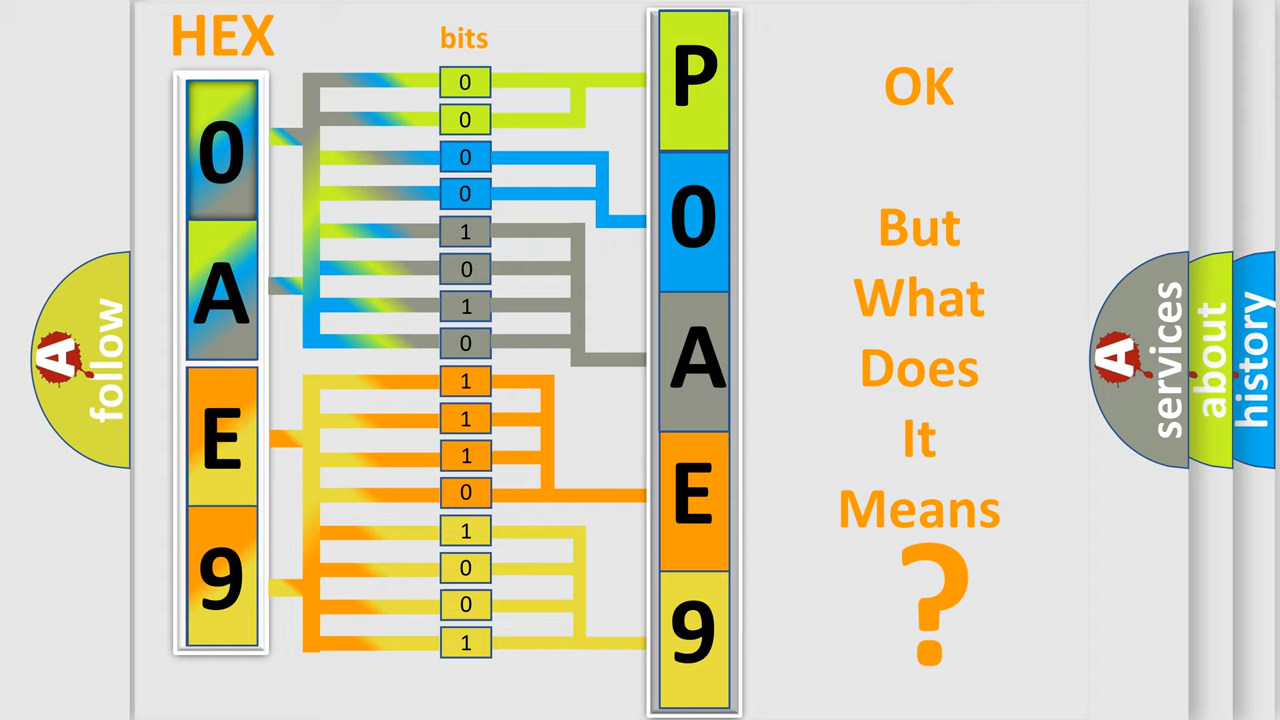 HEX
bits
0
A
E
9
0
0
0
0
1
0
1
0
1
1
1
0
1
0
0
1
P
0
A
E
9
OK
But
What
Does
It
Means
?
A
follow
A
services
about
history